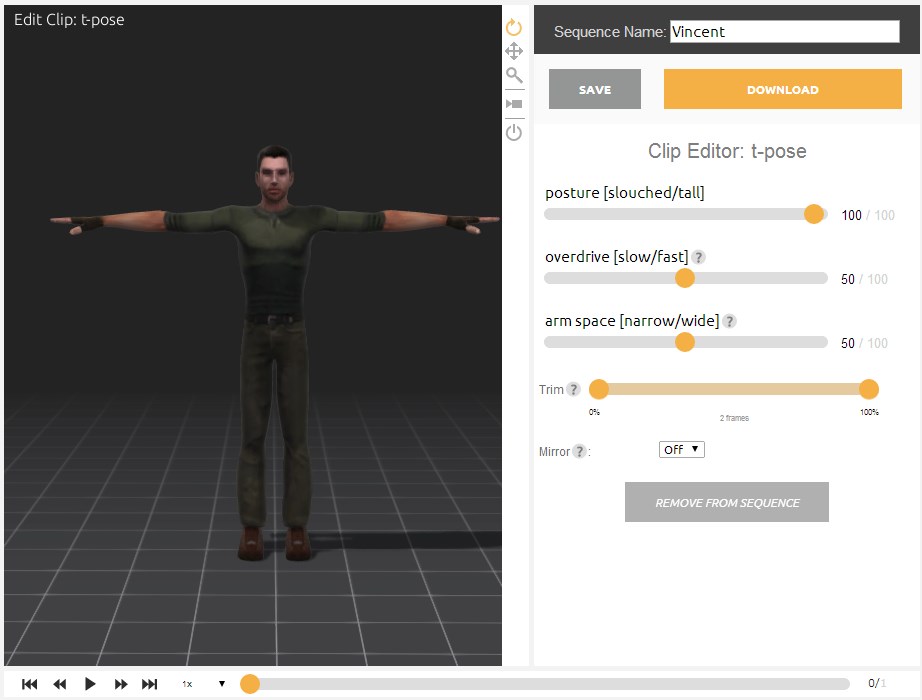 Edit Clip: t-pose
Sequence Name: Vincent
SAVE
DOWNLOAD
Clip Editor: t-pose
posture [slouched/tall]
100 / 100
overdrive [slow/fast] ?
50 / 100
arm space [narrow/wide] ?
50 / 100
Trim ?
0%
2 frames
100%
Mirror ? :
Off ▼
REMOVE FROM SEQUENCE
1x ▼
0/1